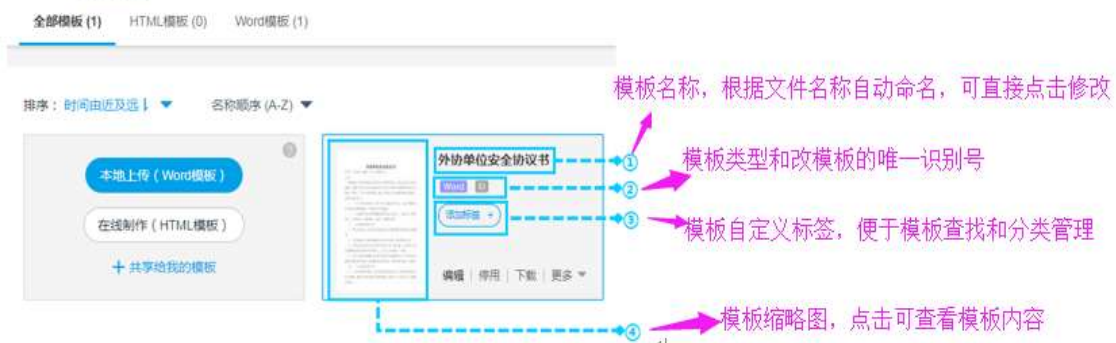 全部模板 (1) HTML模板 (0) Word模板 (1)
排序： 时间由近及远 名称顺序 (A-Z)
模板名称，根据文件名称自动命名，可直接点击修改
本地上传（Word模板）
在线制作（HTML模板）
共享给我的模板
外协单位安全协议书
①
Word ID
②
模板类型和改模板的唯一识别号
添加标签 +
③
模板自定义标签，便于模板查找和分类管理
编辑 | 停用 | 下载 | 更多
④
模板缩略图，点击可查看模板内容